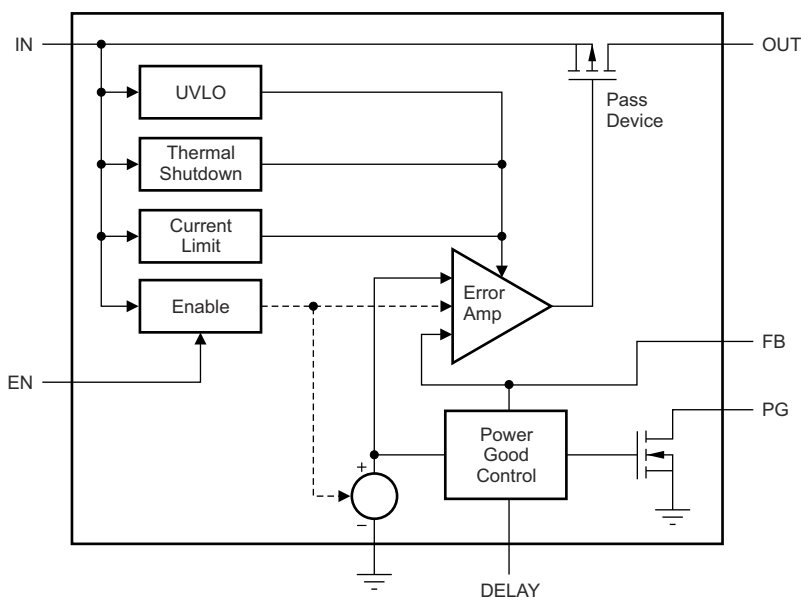 IN
OUT
UVLO
Pass
Device
Thermal
Shutdown
Current
Limit
Enable
Error
Amp
FB
EN
PG
Power
Good
Control
+
−
DELAY